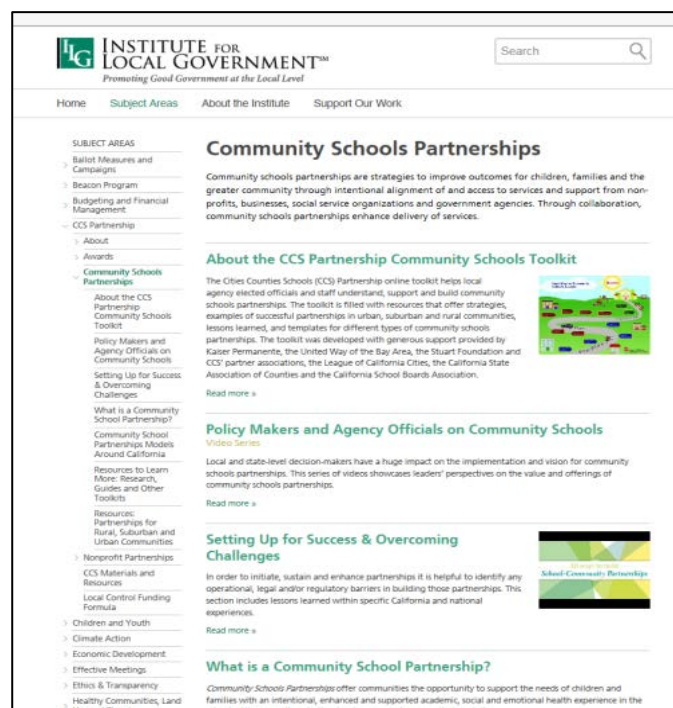 INSTITUTE FOR
LOCAL GOVERNMENT℠
Promoting Good Government at the Local Level
Search
Home Subject Areas About the Institute Support Our Work
SUBJECT AREAS
Ballot Measures and
Campaigns
Beacon Program
Budgeting and Financial
Management
CCS Partnership
About
Awards
Community Schools
Partnerships
About the CCS
Partnership
Community Schools
Toolkit
Policy Makers and
Agency Officials on
Community Schools
Setting Up for Success
& Overcoming
Challenges
What is a Community
School Partnership?
Community School
Partnerships Models
Around California
Resources to Learn
More: Research,
Guides and Other
Toolkits
Resources:
Partnerships for
Rural, Suburban and
Urban Communities
Nonprofit Partnerships
CCS Materials and
Resources
Local Control Funding
Formula
Children and Youth
Climate Action
Economic Development
Effective Meetings
Ethics & Transparency
Healthy Communities, Land
Community Schools Partnerships
Community schools partnerships are strategies to improve outcomes for children, families and the
greater community through intentional alignment of and access to services and support from non-
profits, businesses, social service organizations and government agencies. Through collaboration,
community schools partnerships enhance delivery of services.
About the CCS Partnership Community Schools Toolkit
The Cities Counties Schools (CCS) Partnership online toolkit helps local
agency elected officials and staff understand, support and build community
schools partnerships. The toolkit is filled with resources that offer strategies,
examples of successful partnerships in urban, suburban and rural communities,
lessons learned, and templates for different types of community schools
partnerships. The toolkit was developed with generous support provided by
Kaiser Permanente, the United Way of the Bay Area, the Stuart Foundation and
CCS' partner associations, the League of California Cities, the California State
Association of Counties and the California School Boards Association.
Read more »
Policy Makers and Agency Officials on Community Schools
Video Series
Local and state-level decision-makers have a huge impact on the implementation and vision for community
schools partnerships. This series of videos showcases leaders' perspectives on the value and offerings of
community schools partnerships.
Read more »
Setting Up for Success & Overcoming
Challenges
In order to initiate, sustain and enhance partnerships it is helpful to identify any
operational, legal and/or regulatory barriers in building those partnerships. This
section includes lessons learned within specific California and national
experiences.
Read more »
School-Community Partnerships
What is a Community School Partnership?
Community Schools Partnerships offer communities the opportunity to support the needs of children and
families with an intentional, enhanced and supported academic, social and emotional health experience in the